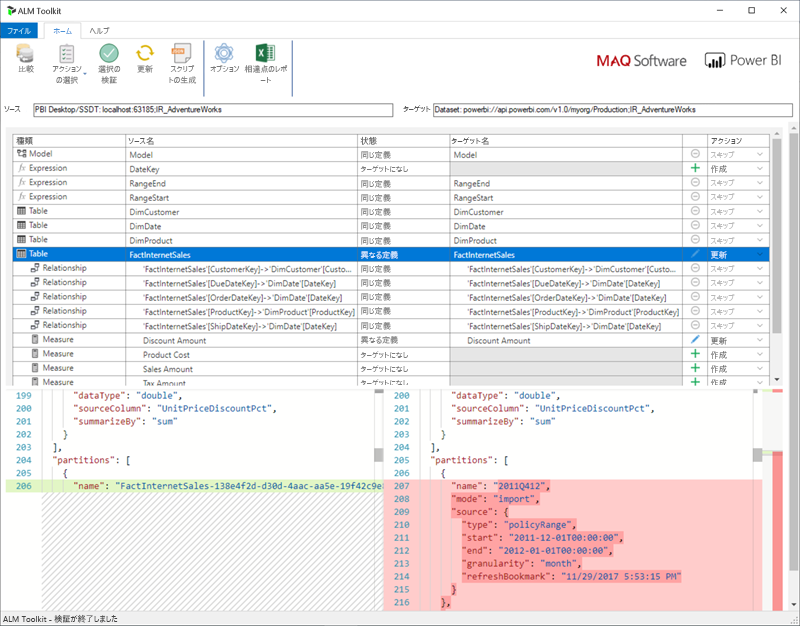 ALM Toolkit
ファイル ホーム ヘルプ
比較 アクションの選択 選択の検証 更新 スクリプトの生成 オプション 相違点のレポート
MAQ Software Power BI
ソース PBI Desktop/SSDT: localhost:63185;IR_AdventureWorks ターゲット Dataset: powerbi://api.powerbi.com/v1.0/myorg/Production;IR_AdventureWorks
種類 ソース名 状態 ターゲット名 アクション
Model Model 同じ定義 Model スキップ
Expression DateKey ターゲットになし 作成
Expression RangeEnd 同じ定義 RangeEnd スキップ
Expression RangeStart 同じ定義 RangeStart スキップ
Table DimCustomer 同じ定義 DimCustomer スキップ
Table DimDate 同じ定義 DimDate スキップ
Table DimProduct 同じ定義 DimProduct スキップ
Table FactInternetSales 異なる定義 FactInternetSales 更新
Relationship 'FactInternetSales'[CustomerKey]->'DimCustomer'[Custo... 同じ定義 'FactInternetSales'[CustomerKey]->'DimCustomer'[Custo... スキップ
Relationship 'FactInternetSales'[DueDateKey]->'DimDate'[DateKey] 同じ定義 'FactInternetSales'[DueDateKey]->'DimDate'[DateKey] スキップ
Relationship 'FactInternetSales'[OrderDateKey]->'DimDate'[DateKey] 同じ定義 'FactInternetSales'[OrderDateKey]->'DimDate'[DateKey] スキップ
Relationship 'FactInternetSales'[ProductKey]->'DimProduct'[ProductKey] 同じ定義 'FactInternetSales'[ProductKey]->'DimProduct'[ProductKey] スキップ
Relationship 'FactInternetSales'[ShipDateKey]->'DimDate'[DateKey] 同じ定義 'FactInternetSales'[ShipDateKey]->'DimDate'[DateKey] スキップ
Measure Discount Amount 異なる定義 Discount Amount 更新
Measure Product Cost ターゲットになし 作成
Measure Sales Amount ターゲットになし 作成
Measure Tax Amount ターゲットになし 作成
199 "dataType": "double",
200 "sourceColumn": "UnitPriceDiscountPct",
201 "summarizeBy": "sum"
202 }
203 ],
204 "partitions": [
205 {
206 "name": "FactInternetSales-138e4f2d-d30d-4aac-aa5e-19f42c9e8
200 "dataType": "double",
201 "sourceColumn": "UnitPriceDiscountPct",
202 "summarizeBy": "sum"
203 }
204 ],
205 "partitions": [
206 {
207 "name": "2011Q412",
208 "mode": "import",
209 "source": {
210 "type": "policyRange",
211 "start": "2011-12-01T00:00:00",
212 "end": "2012-01-01T00:00:00",
213 "granularity": "month",
214 "refreshBookmark": "11/29/2017 5:53:15 PM"
215 }
216 },
ALM Toolkit - 検証が終了しました